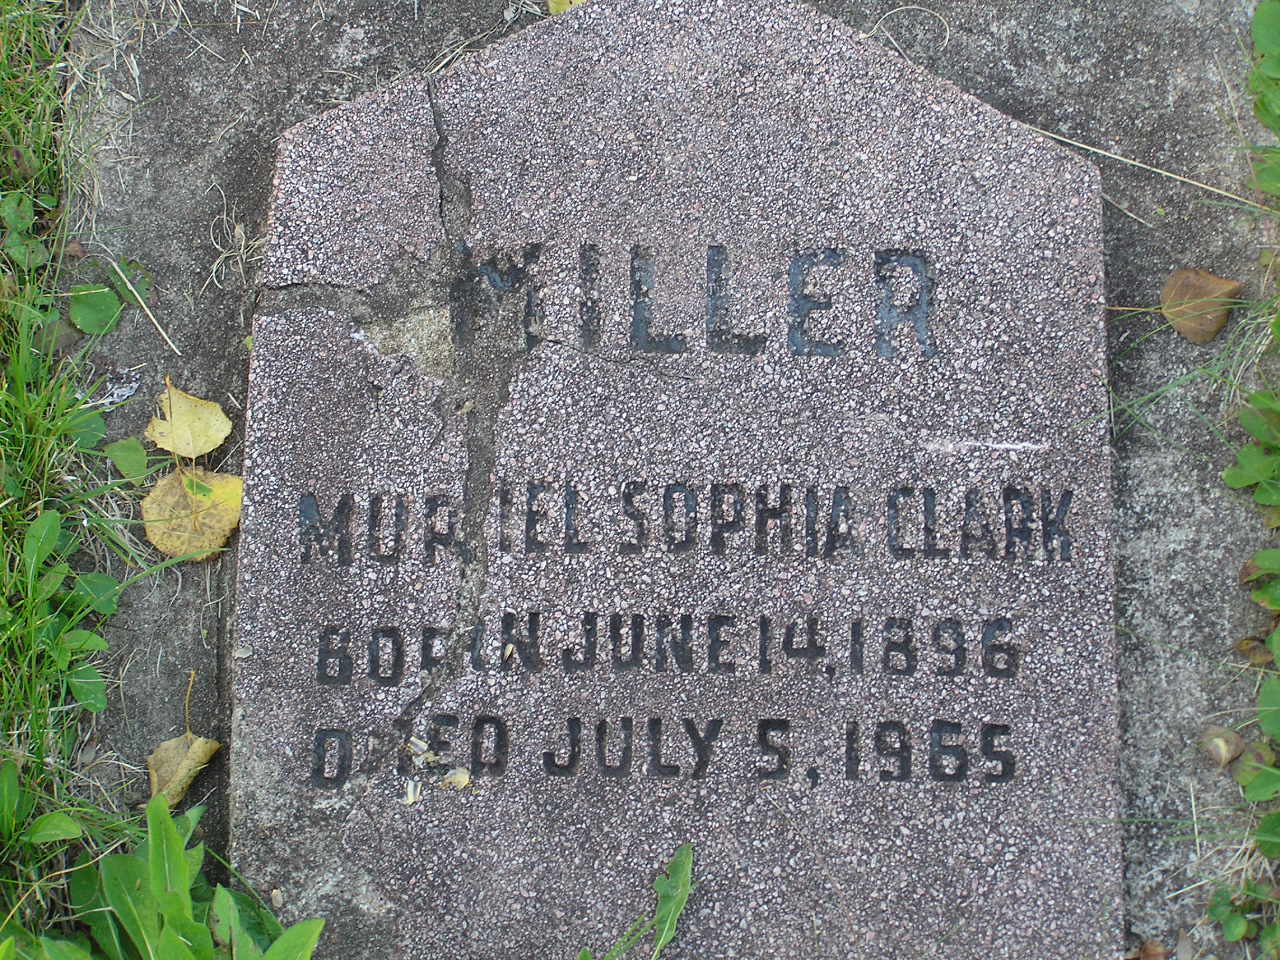 MILLER
MURIEL SOPHIA CLARK
BORN JUNE 14, 1896
DIED JULY 5, 1965